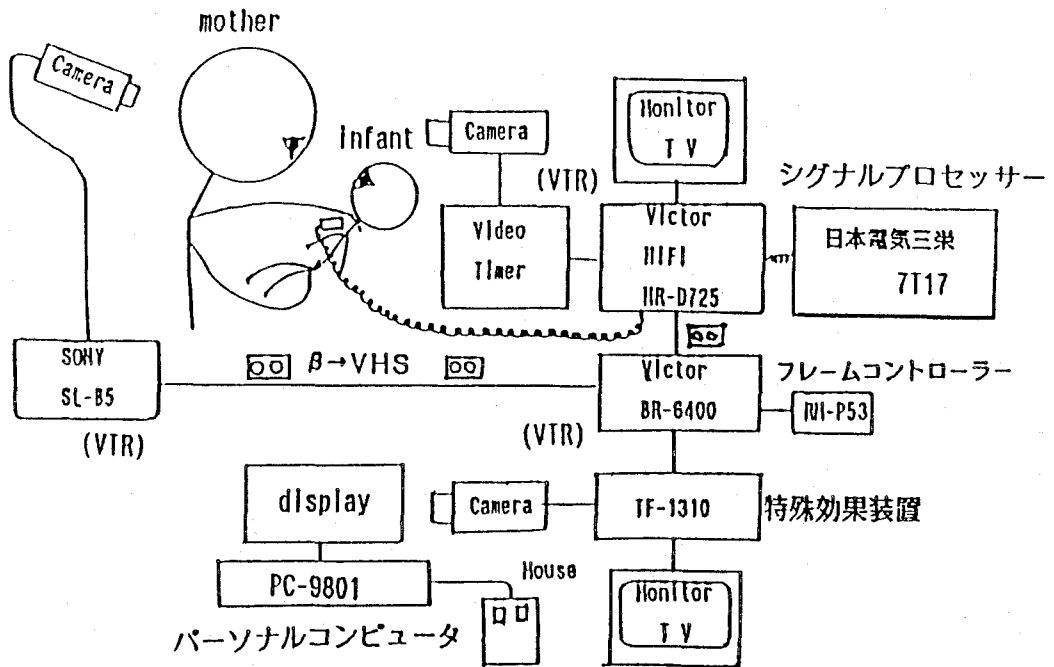 mother
Camera
infant
Camera
Monitor
TV
(VTR)
シグナルプロセッサー
Video
Timer
Victor
HIFI
HR-D725
日本電気三栄
7T17
SONY
SL-B5
(VTR)
β→VHS
Victor
BR-6400
(VTR)
フレームコントローラー
RM-P53
display
Camera
TF-1310
特殊効果装置
PC-9801
Mouse
パーソナルコンピュータ
Monitor
TV